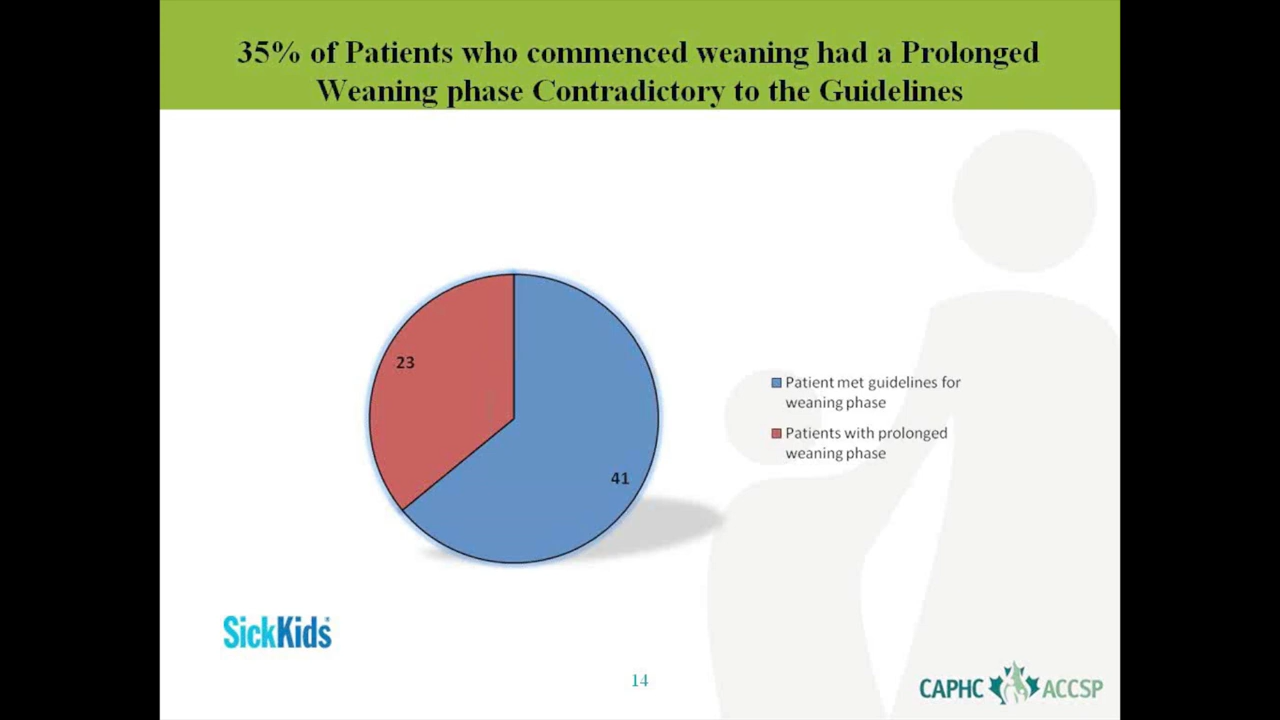 35% of Patients who commenced weaning had a Prolonged
Weaning phase Contradictory to the Guidelines
23
41
Patient met guidelines for
weaning phase
Patients with prolonged
weaning phase
SickKids
14
CAPHC ACCSP